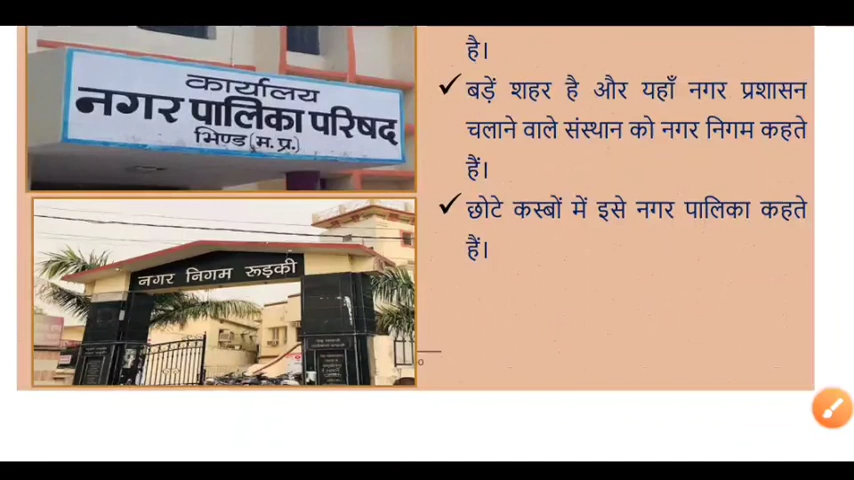 कार्यालय
नगर पालिका परिषद
भिण्ड (म. प्र.)
नगर निगम रूड़की
है।
बड़ें शहर है और यहाँ नगर प्रशासन
चलाने वाले संस्थान को नगर निगम कहते
हैं।
छोटे कस्बों में इसे नगर पालिका कहते
हैं।